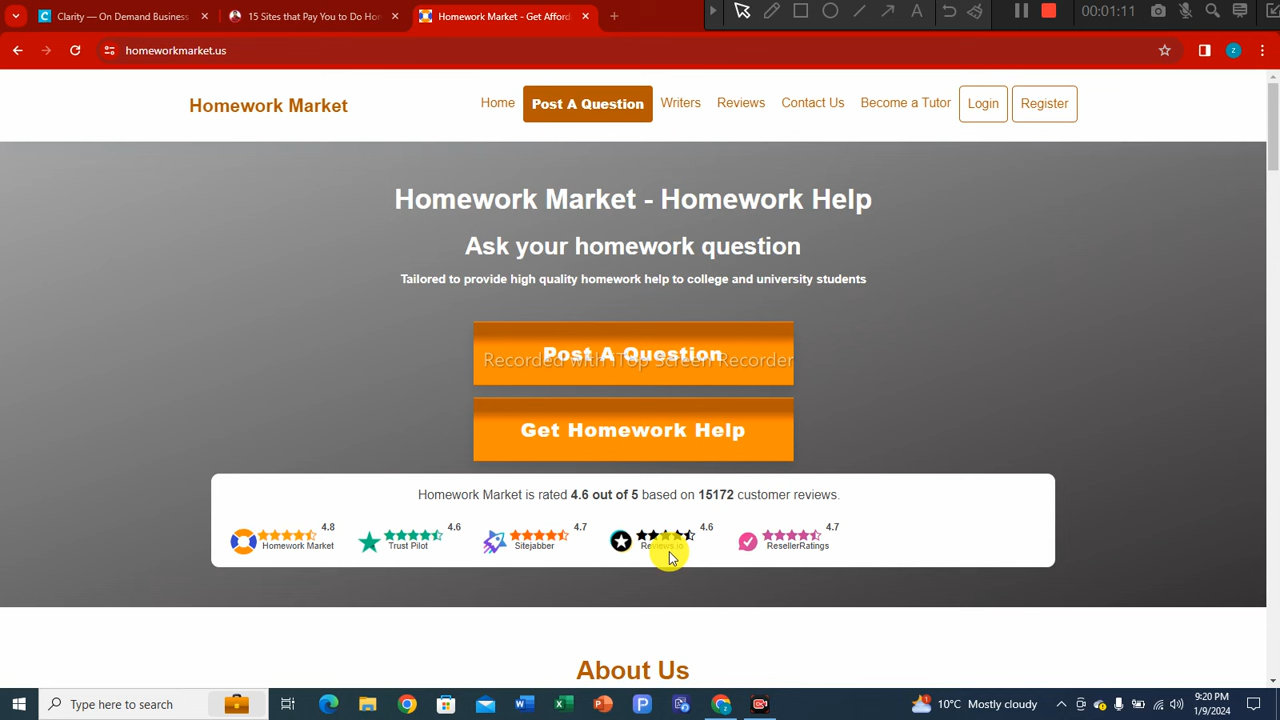 Clarity — On Demand Business
15 Sites that Pay You to Do Ho
Homework Market - Get Afford
00:01:11
homeworkmarket.us
Homework Market
Home
Post A Question
Writers
Reviews
Contact Us
Become a Tutor
Login
Register
Homework Market - Homework Help
Ask your homework question
Tailored to provide high quality homework help to college and university students
Post A Question
Recorded with iTop Screen Recorder
Get Homework Help
Homework Market is rated 4.6 out of 5 based on 15172 customer reviews.
4.8
Homework Market
4.6
Trust Pilot
4.7
Sitejabber
4.6
Reviews io
4.7
ResellerRatings
About Us
Type here to search
10°C Mostly cloudy
9:20 PM
1/9/2024